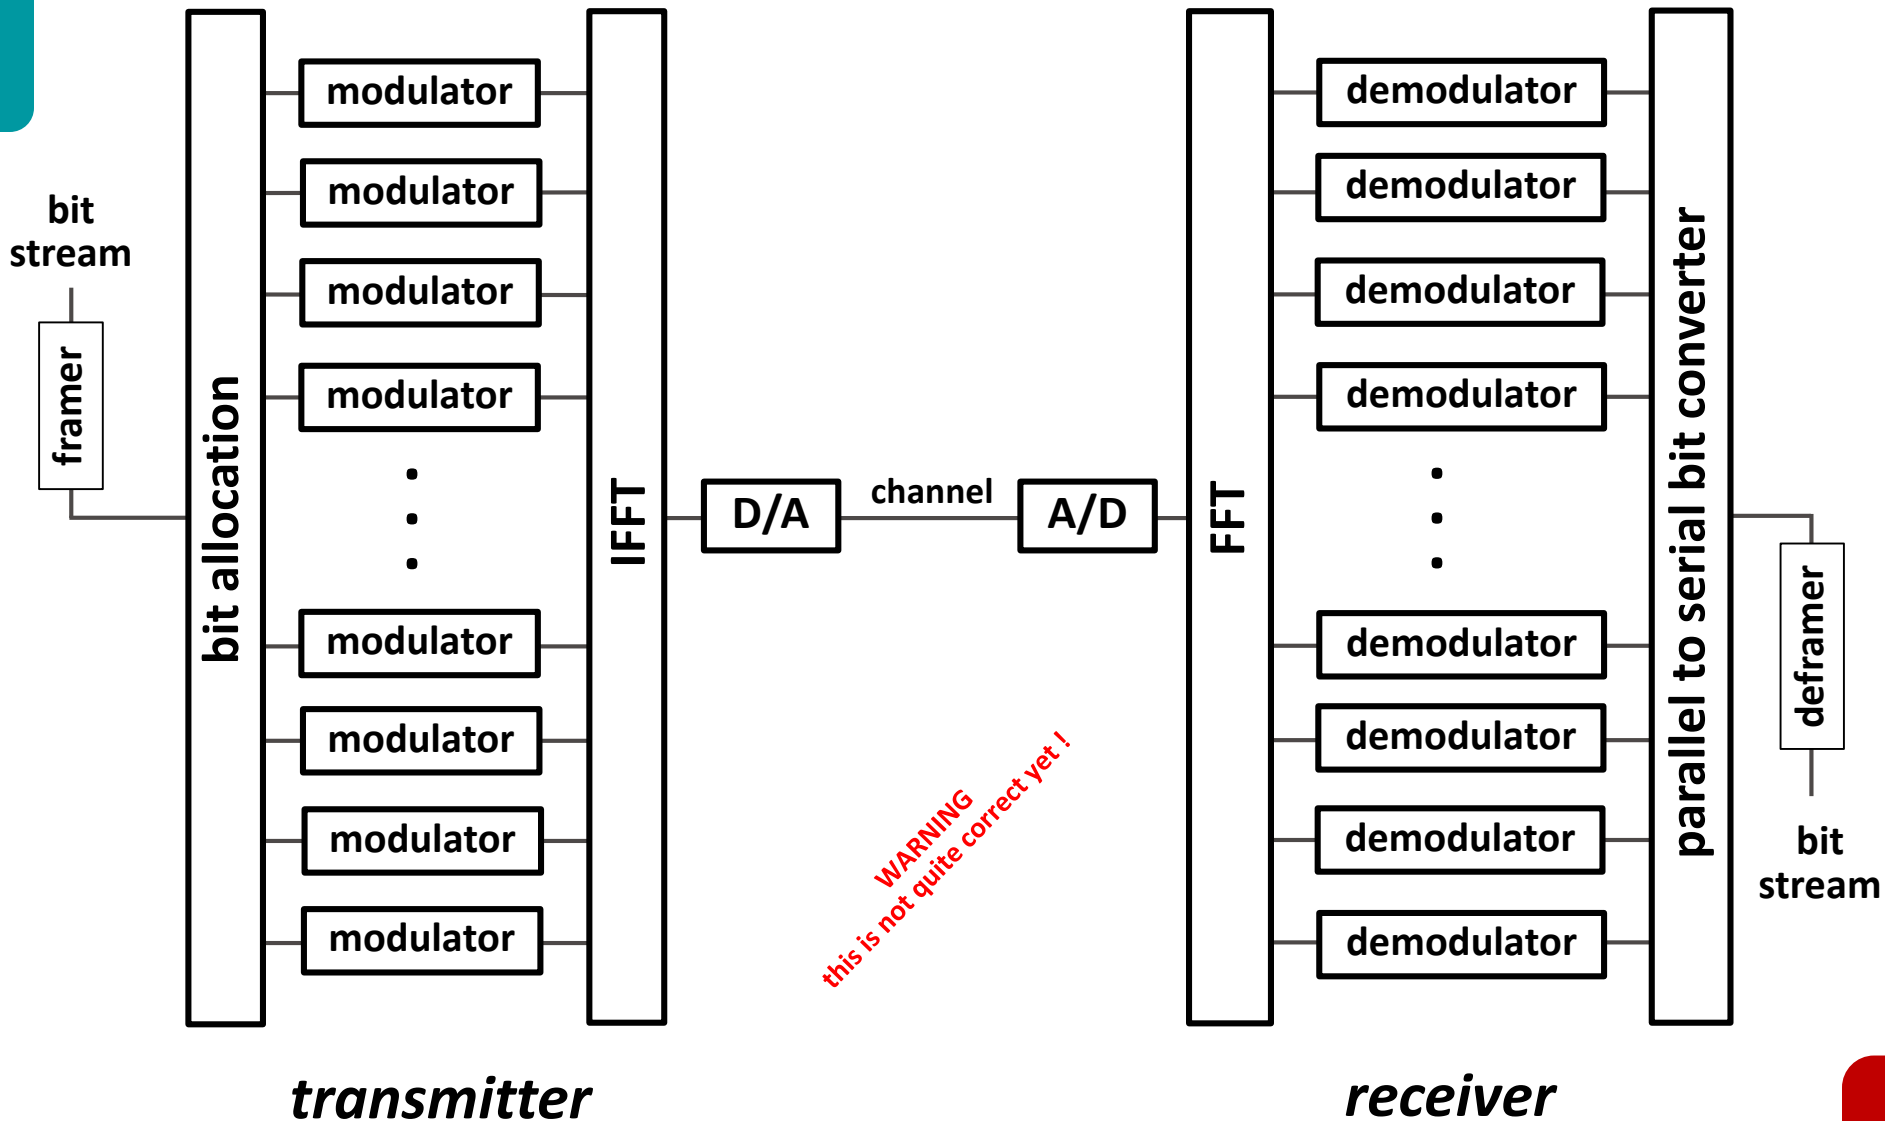 bit
stream
framer
bit allocation
modulator
modulator
modulator
modulator
modulator
modulator
modulator
modulator
IFFT
D/A
channel
A/D
FFT
demodulator
demodulator
demodulator
demodulator
demodulator
demodulator
demodulator
demodulator
parallel to serial bit converter
deframer
bit
stream
WARNING
this is not quite correct yet !
transmitter
receiver